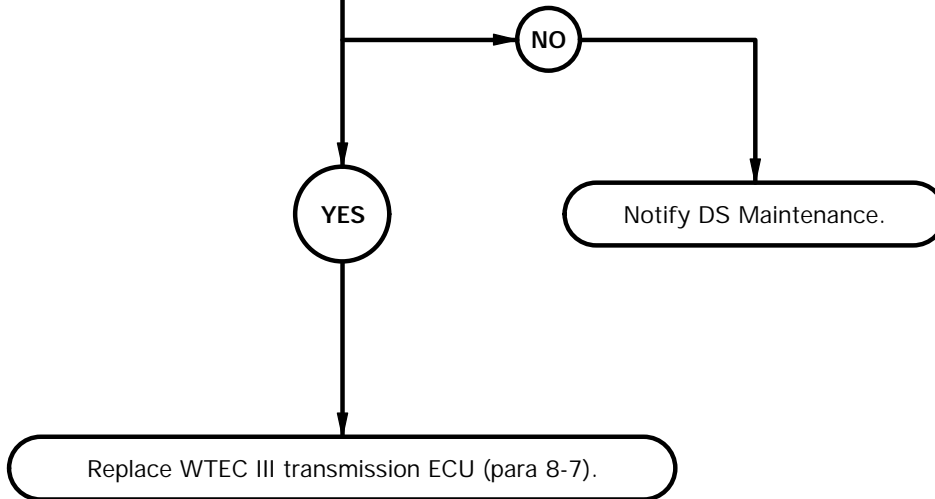 NO
YES
Notify DS Maintenance.
Replace WTEC III transmission ECU (para 8-7).